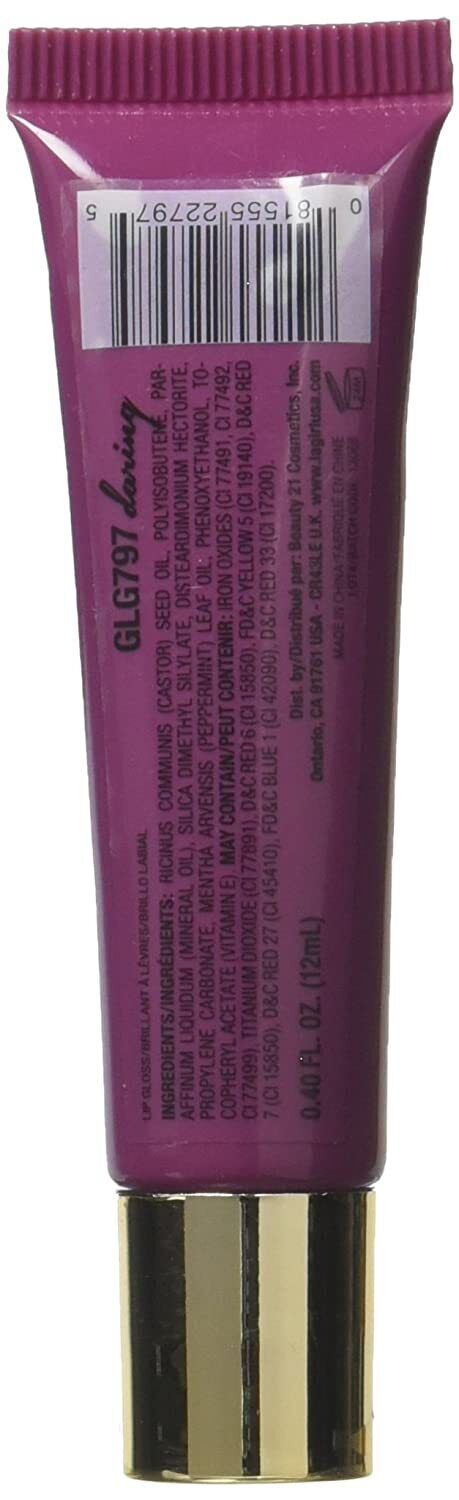 0 81555 22797 5
GLG797 daring
LIP GLOSS/BRILLANT À LÈVRES/BRILLO LABIAL
INGREDIENTS/INGRÉDIENTS: RICINUS COMMUNIS (CASTOR) SEED OIL, POLYISOBUTENE, PAR-
AFFINUM LIQUIDUM (MINERAL OIL), SILICA DIMETHYL SILYLATE, DISTEARDIMONIUM HECTORITE,
PROPYLENE CARBONATE, MENTHA ARVENSIS (PEPPERMINT) LEAF OIL, PHENOXYETHANOL, TO-
COPHERYL ACETATE (VITAMIN E) MAY CONTAIN/PEUT CONTENIR: IRON OXIDES (CI 77491, CI 77492,
CI 77499), TITANIUM DIOXIDE (CI 77891), D&C RED 6 (CI 15850), FD&C YELLOW 5 (CI 19140), D&C RED
7 (CI 15850), D&C RED 27 (CI 45410), FD&C BLUE 1 (CI 42090), D&C RED 33 (CI 17200),
0.40 FL. OZ. (12mL)
Dist. by/Distribué par: Beauty 21 Cosmetics, Inc.
Ontario, CA 91761 USA - CR43LE U.K. www.lagirlusa.com
MADE IN CHINA/FABRIQUÉ EN CHINE
24M